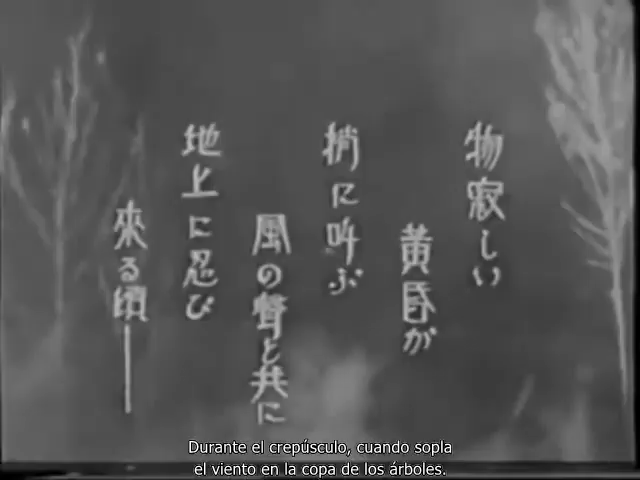 物寂しい
黄昏が
梢に叫ぶ
風の聲と共に
地上に忍び
來る頃──
Durante el crepúsculo, cuando sopla
el viento en la copa de los árboles.